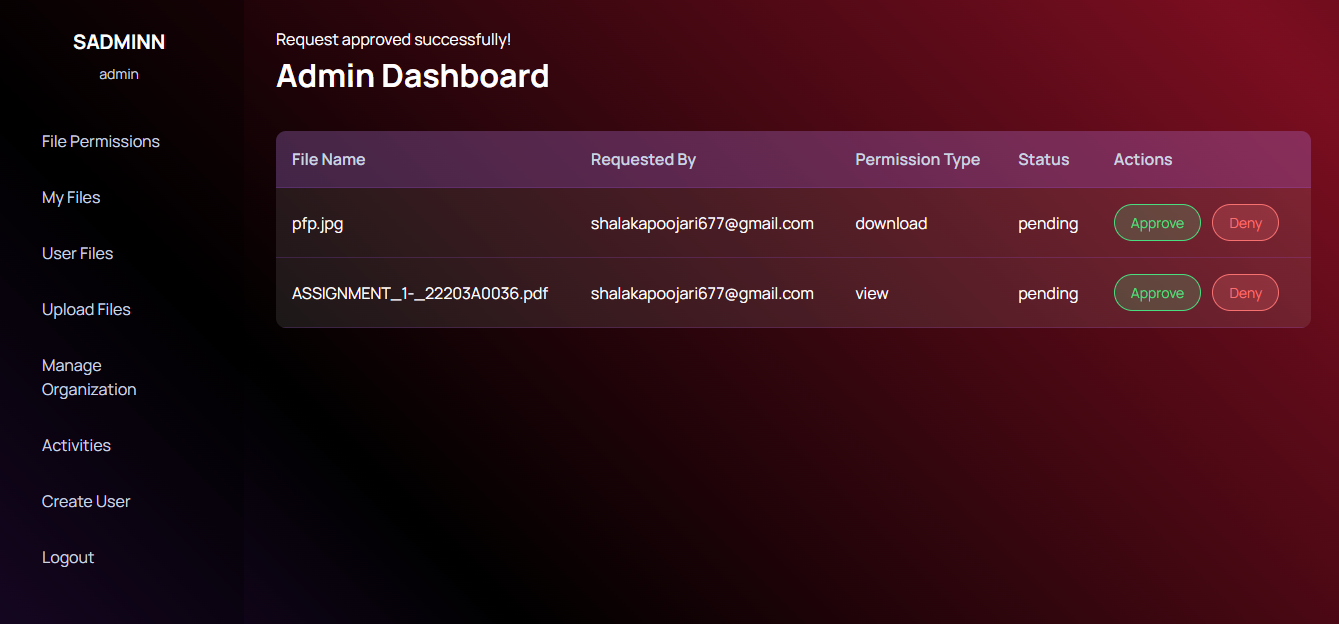 SADMINN
admin
File Permissions
My Files
User Files
Upload Files
Manage
Organization
Activities
Create User
Logout
Request approved successfully!
Admin Dashboard
File Name Requested By Permission Type Status Actions
pfp.jpg shalakapoojari677@gmail.com download pending Approve Deny
ASSIGNMENT_1-_22203A0036.pdf shalakapoojari677@gmail.com view pending Approve Deny